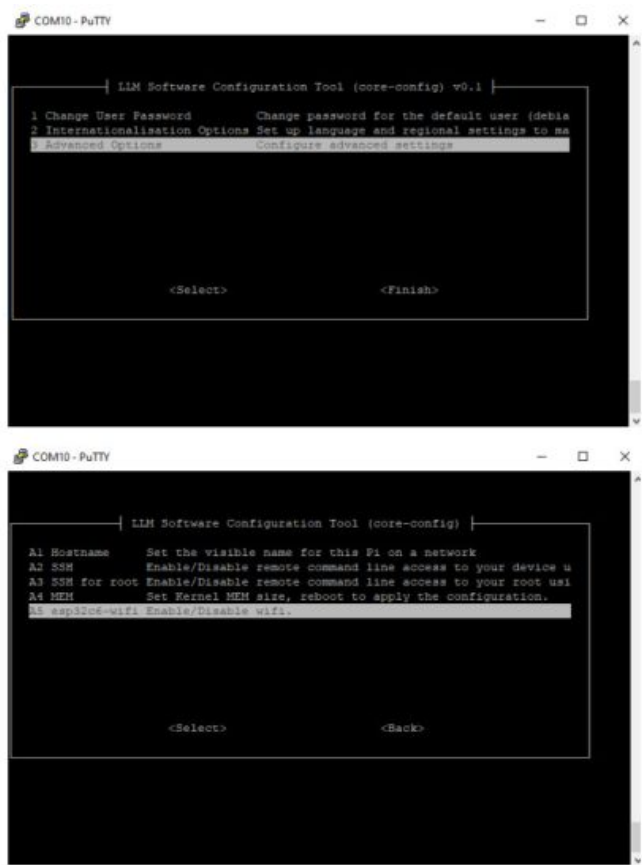 COM10 - PuTTY
LLM Software Configuration Tool (core-config) v0.1
1 Change User Password Change password for the default user (debia
2 Internationalisation Options Set up language and regional settings to ma
3 Advanced Options Configure advanced settings
<Select> <Finish>
COM10 - PuTTY
LLM Software Configuration Tool (core-config)
A1 Hostname Set the visible name for this Pi on a network
A2 SSH Enable/Disable remote command line access to your device u
A3 SSH for root Enable/Disable remote command line access to your root usi
A4 MEM Set Kernel MEM size, reboot to apply the configuration.
A5 esp32c6-wifi Enable/Disable wifi.
<Select> <Back>